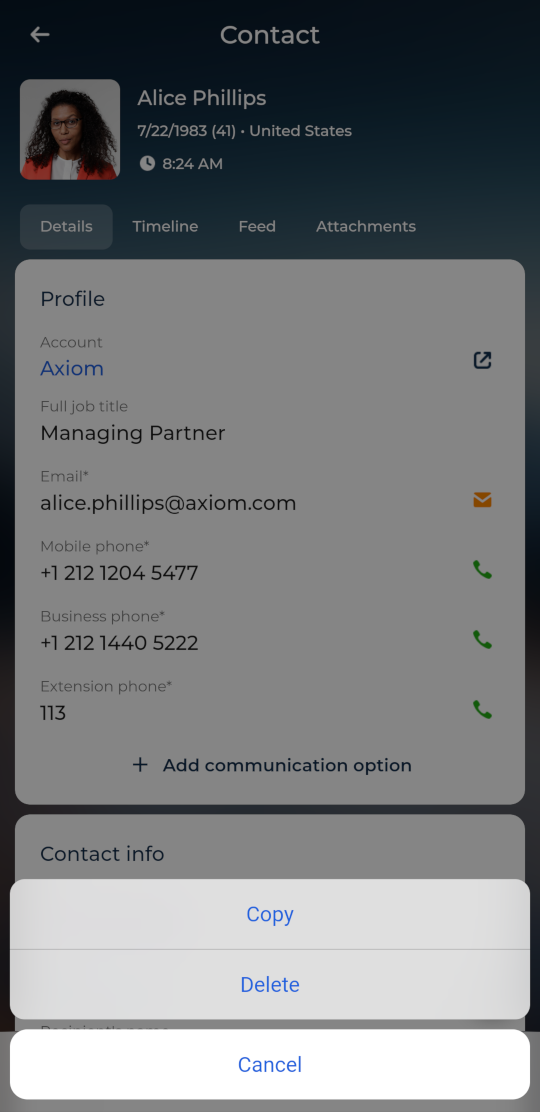 Contact
Alice Phillips
7/22/1983 (41) • United States
8:24 AM
Details
Timeline
Feed
Attachments
Profile
Account
Axiom
Full job title
Managing Partner
Email*
alice.phillips@axiom.com
Mobile phone*
+1 212 1204 5477
Business phone*
+1 212 1440 5222
Extension phone*
113
+ Add communication option
Contact info
Copy
Delete
Recipient's name
Cancel